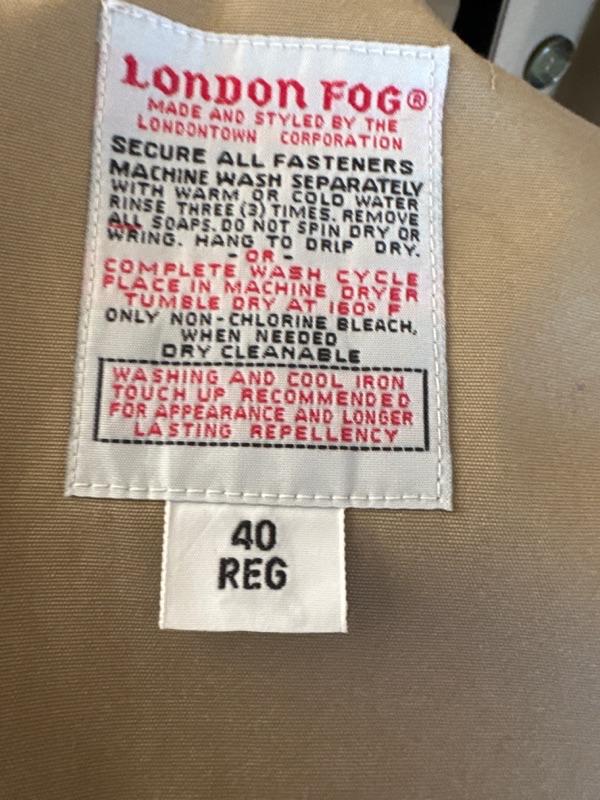 LONDON FOG®
MADE AND STYLED BY THE
LONDONTOWN CORPORATION
SECURE ALL FASTENERS
MACHINE WASH SEPARATELY
WITH WARM OR COLD WATER
RINSE THREE (3) TIMES. REMOVE
ALL SOAPS. DO NOT SPIN DRY OR
WRING. HANG TO DRIP DRY.
- OR -
COMPLETE WASH CYCLE
PLACE IN MACHINE DRYER
TUMBLE DRY AT 160° F
ONLY NON-CHLORINE BLEACH,
WHEN NEEDED
DRY CLEANABLE
WASHING AND COOL IRON
TOUCH UP RECOMMENDED
FOR APPEARANCE AND LONGER
LASTING REPELLENCY
40
REG